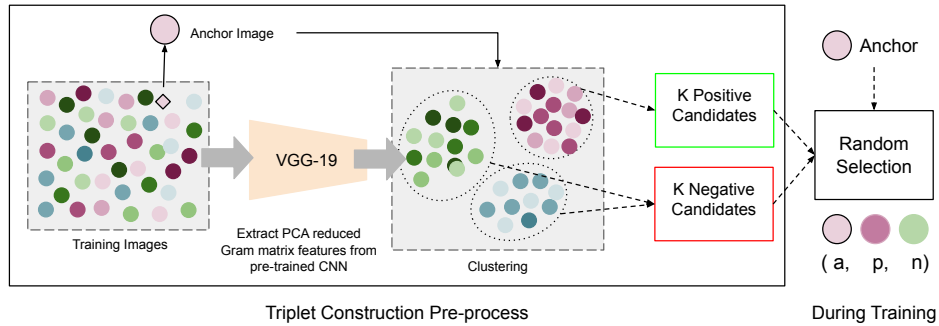 Anchor Image
Training Images
VGG-19
Extract PCA reduced
Gram matrix features from
pre-trained CNN
Clustering
K Positive
Candidates
K Negative
Candidates
Anchor
Random
Selection
( a, p, n)
Triplet Construction Pre-process
During Training